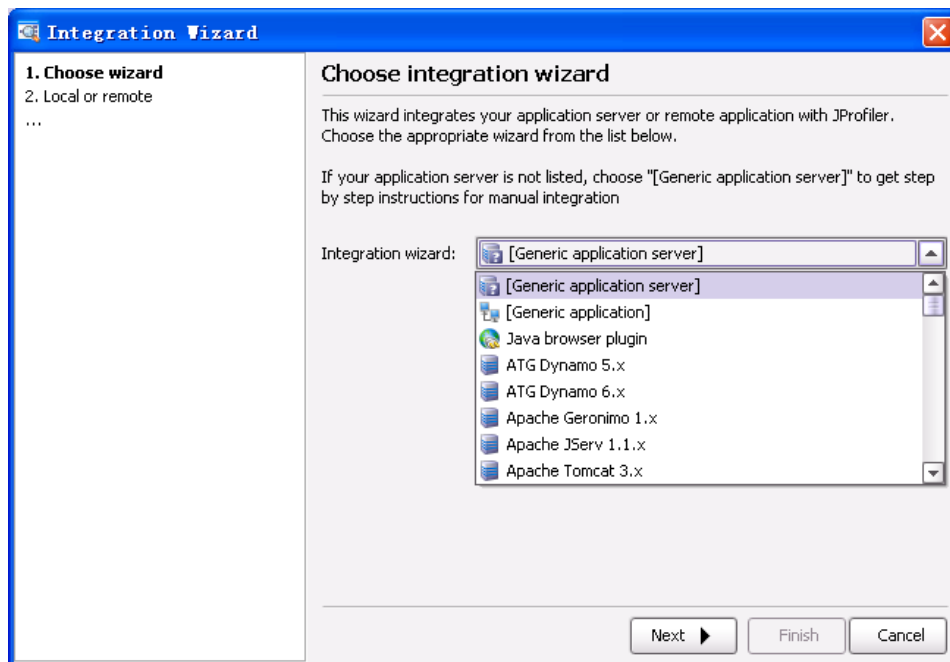 Integration Wizard
1. Choose wizard
2. Local or remote
...
Choose integration wizard
This wizard integrates your application server or remote application with JProfiler.
Choose the appropriate wizard from the list below.
If your application server is not listed, choose "[Generic application server]" to get step
by step instructions for manual integration
Integration wizard: [Generic application server]
[Generic application server]
[Generic application]
Java browser plugin
ATG Dynamo 5.x
ATG Dynamo 6.x
Apache Geronimo 1.x
Apache JServ 1.1.x
Apache Tomcat 3.x
Next Finish Cancel